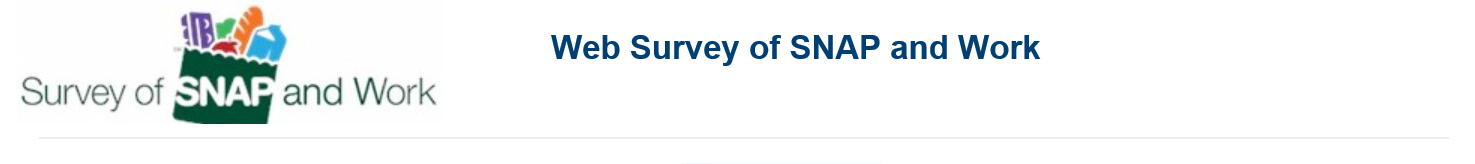 Survey of SNAP and Work
Web Survey of SNAP and Work